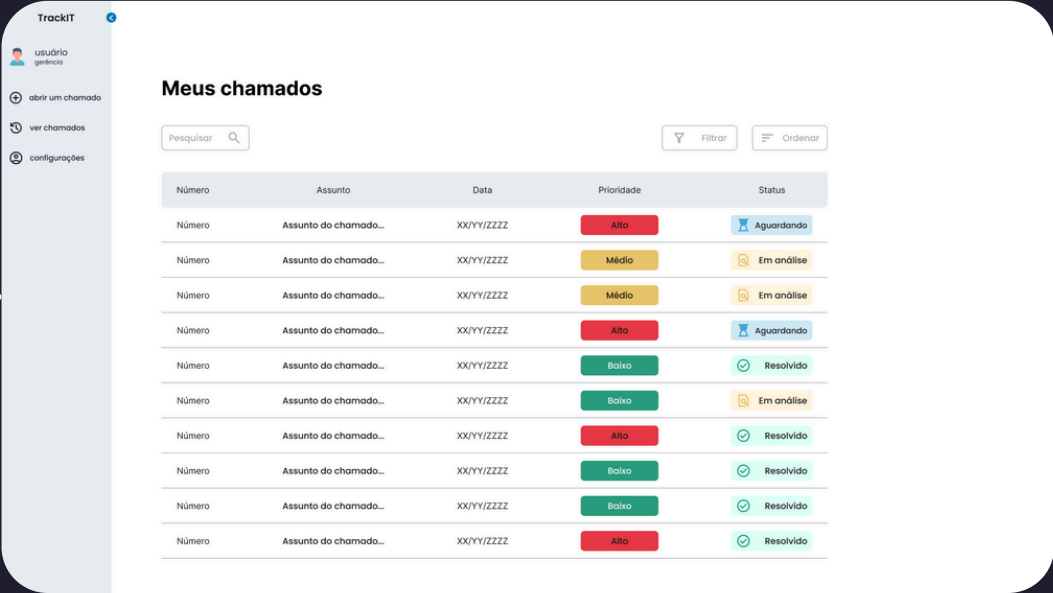 TrackIT
usuário
gerência
abrir um chamado
ver chamados
configurações
Meus chamados
Pesquisar Filtrar Ordenar
Número Assunto Data Prioridade Status
Número Assunto do chamado... XX/YY/ZZZZ Alto Aguardando
Número Assunto do chamado... XX/YY/ZZZZ Médio Em análise
Número Assunto do chamado... XX/YY/ZZZZ Médio Em análise
Número Assunto do chamado... XX/YY/ZZZZ Alto Aguardando
Número Assunto do chamado... XX/YY/ZZZZ Baixo Resolvido
Número Assunto do chamado... XX/YY/ZZZZ Baixo Em análise
Número Assunto do chamado... XX/YY/ZZZZ Alto Resolvido
Número Assunto do chamado... XX/YY/ZZZZ Baixo Resolvido
Número Assunto do chamado... XX/YY/ZZZZ Baixo Resolvido
Número Assunto do chamado... XX/YY/ZZZZ Alto Resolvido